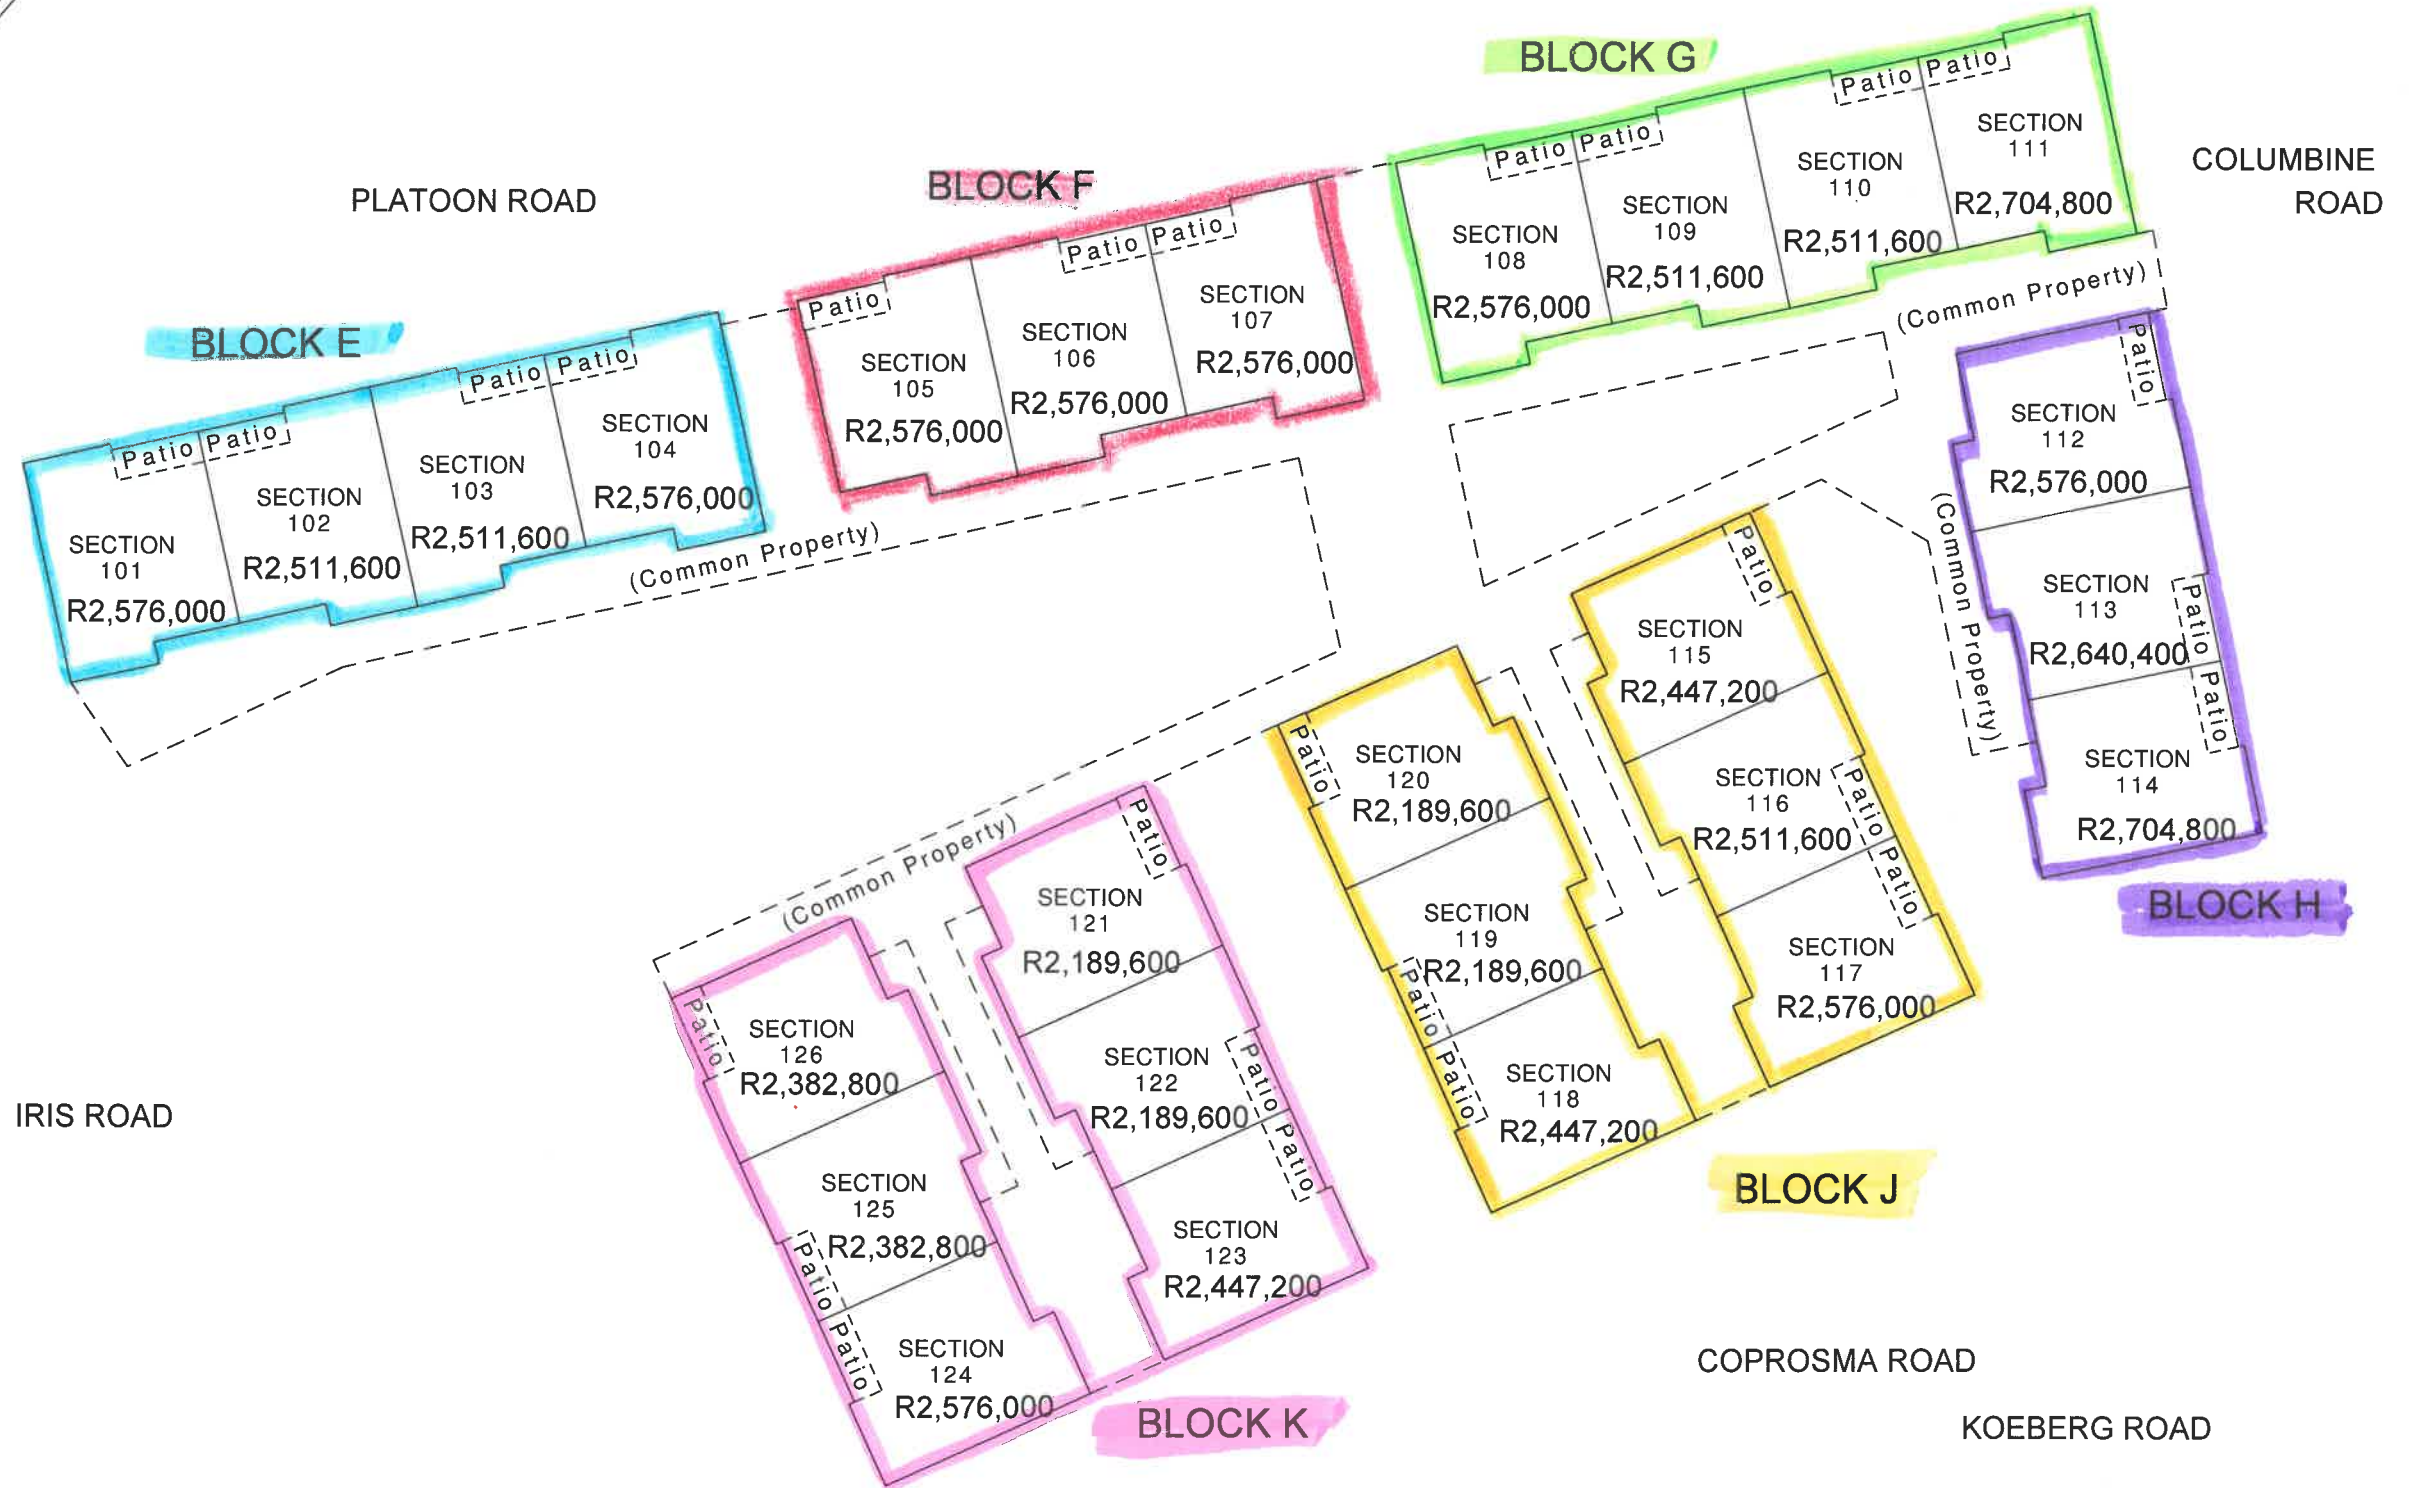 PLATOON ROAD
BLOCK E
Patio
Patio
Patio
Patio
SECTION
101
R2,576,000
SECTION
102
R2,511,600
SECTION
103
R2,511,600
SECTION
104
R2,576,000
(Common Property)
BLOCK F
Patio
Patio
Patio
SECTION
105
R2,576,000
SECTION
106
R2,576,000
SECTION
107
R2,576,000
BLOCK G
Patio
Patio
Patio
Patio
SECTION
108
R2,576,000
SECTION
109
R2,511,600
SECTION
110
R2,511,600
SECTION
111
R2,704,800
(Common Property)
COLUMBINE
ROAD
Patio
SECTION
112
R2,576,000
SECTION
113
R2,640,400
Patio
Patio
SECTION
114
R2,704,800
BLOCK H
(Common Property)
Patio
SECTION
115
R2,447,200
SECTION
116
R2,511,600
Patio
Patio
SECTION
117
R2,576,000
Patio
SECTION
120
R2,189,600
SECTION
119
R2,189,600
Patio
Patio
SECTION
118
R2,447,200
BLOCK J
(Common Property)
Patio
SECTION
121
R2,189,600
SECTION
122
R2,189,600
Patio
Patio
SECTION
123
R2,447,200
Patio
SECTION
126
R2,382,800
SECTION
125
R2,382,800
Patio
Patio
SECTION
124
R2,576,000
BLOCK K
IRIS ROAD
COPROSMA ROAD
KOEBERG ROAD